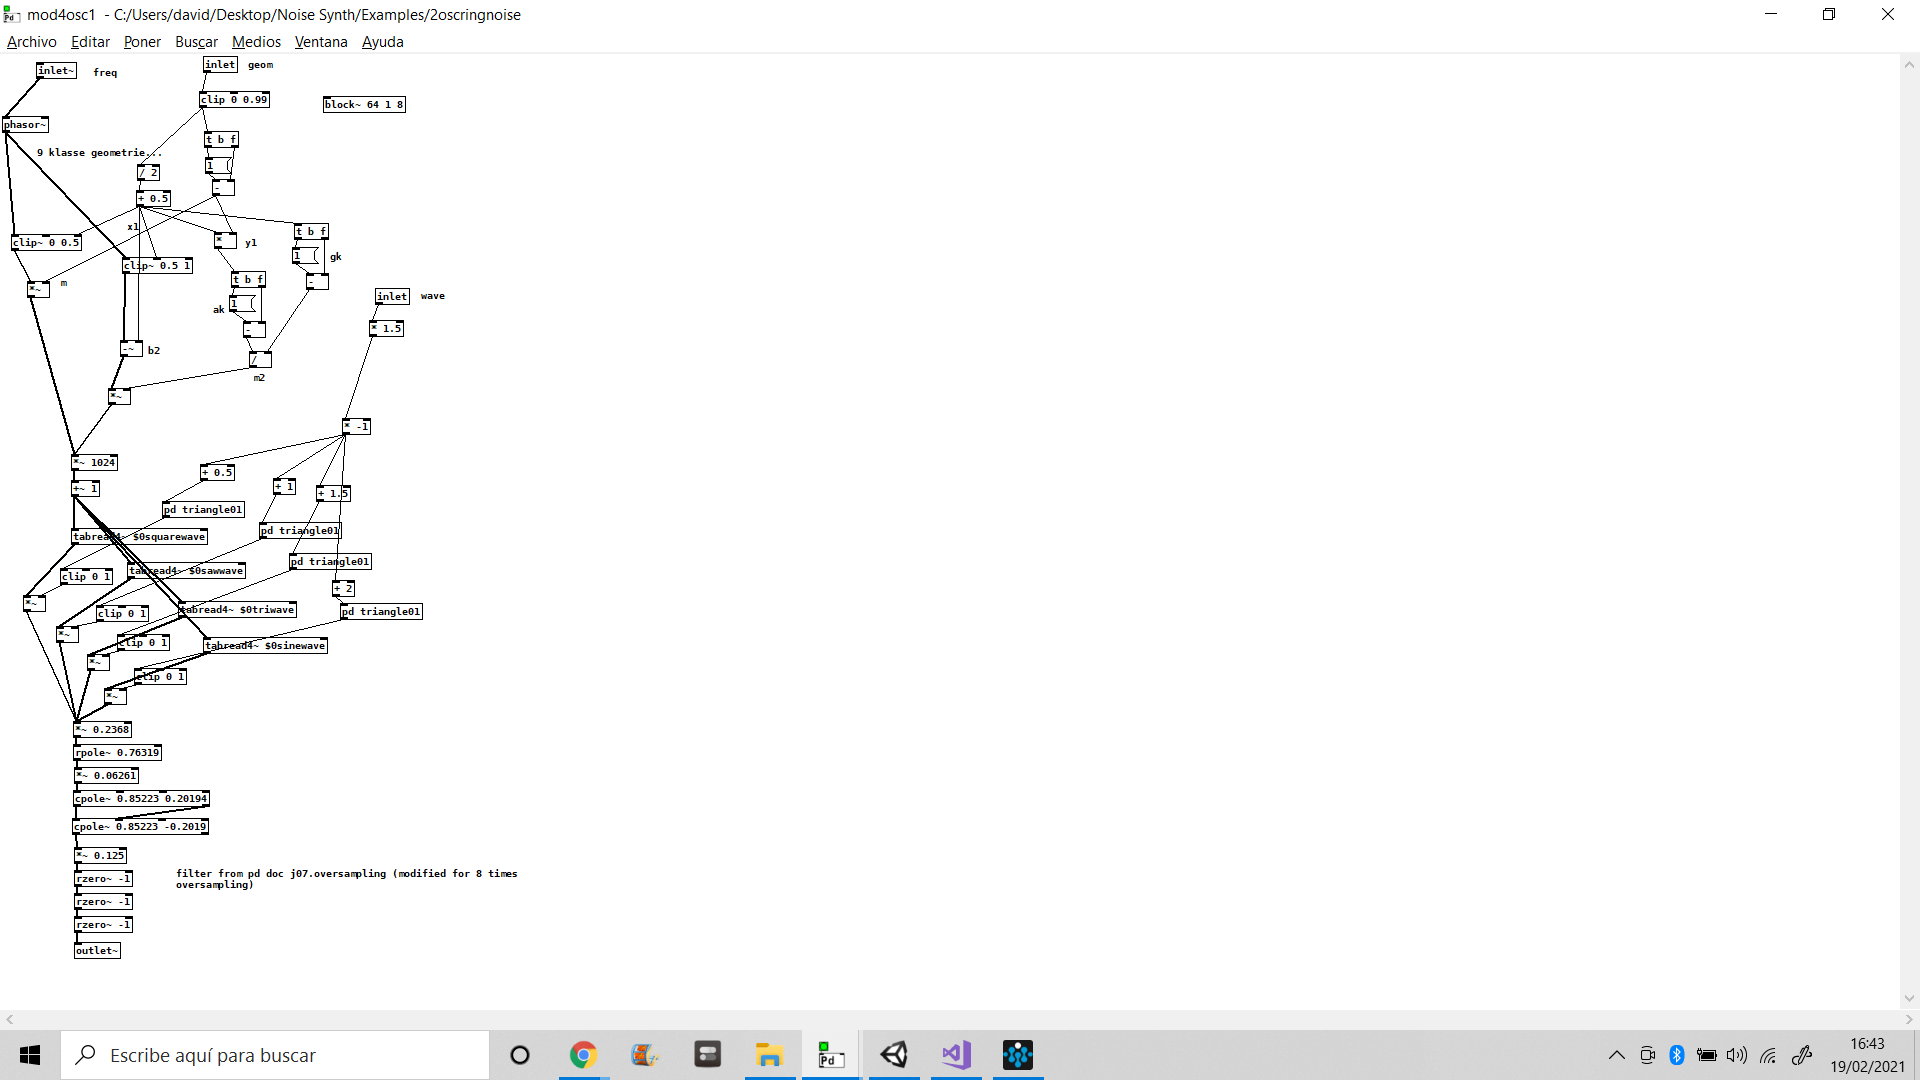 mod4osc1 - C:/Users/david/Desktop/Noise Synth/Examples/2oscringnoise
Archivo Editar Poner Buscar Medios Ventana Ayuda
inlet~ freq
inlet geom
clip 0 0.99
block~ 64 1 8
phasor~
t b f
9 klasse geometrie...
1
/ 2
-
+ 0.5
x1
t b f
clip~ 0 0.5
*
y1
1
gk
clip~ 0.5 1
t b f
-
*~
m
inlet wave
1
ak
* 1.5
-
-~
b2
/
m2
*~
* -1
*~ 1024
+ 0.5
+~ 1
+ 1
+ 1.5
pd triangle01
pd triangle01
tabread4~ $0squarewave
pd triangle01
tabread4~ $0sawwave
clip 0 1
+ 2
*~
tabread4~ $0triwave
pd triangle01
clip 0 1
*~
clip 0 1
tabread4~ $0sinewave
*~
clip 0 1
*~
*~ 0.2368
rpole~ 0.76319
*~ 0.06261
cpole~ 0.85223 0.20194
cpole~ 0.85223 -0.2019
*~ 0.125
filter from pd doc j07.oversampling (modified for 8 times
oversampling)
rzero~ -1
rzero~ -1
rzero~ -1
outlet~
Escribe aquí para buscar
Pd
16:43
19/02/2021